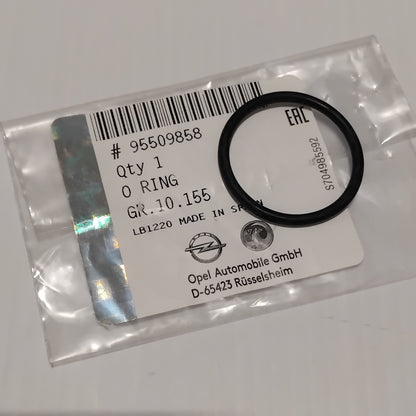 # 95509858
Qty 1
O RING
GR.10.155
LB1220 MADE IN SPAIN
Opel Automobile GmbH
D-65423 Rüsselsheim
EAC
S704985592